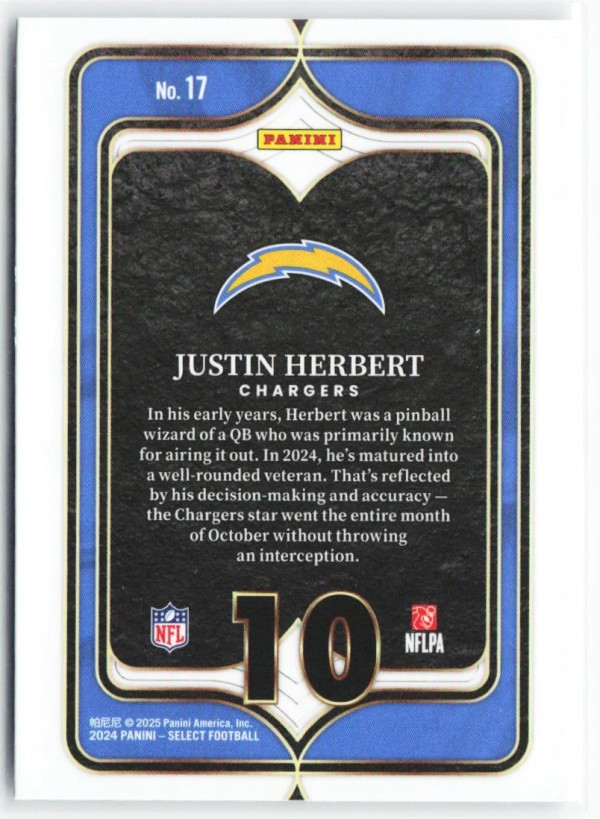 No. 17
PANINI
JUSTIN HERBERT
CHARGERS
In his early years, Herbert was a pinball
wizard of a QB who was primarily known
for airing it out. In 2024, he's matured into
a well-rounded veteran. That's reflected
by his decision-making and accuracy —
the Chargers star went the entire month
of October without throwing
an interception.
NFL
10
NFLPA
帕尼尼 © 2025 Panini America, Inc.
2024 PANINI – SELECT FOOTBALL